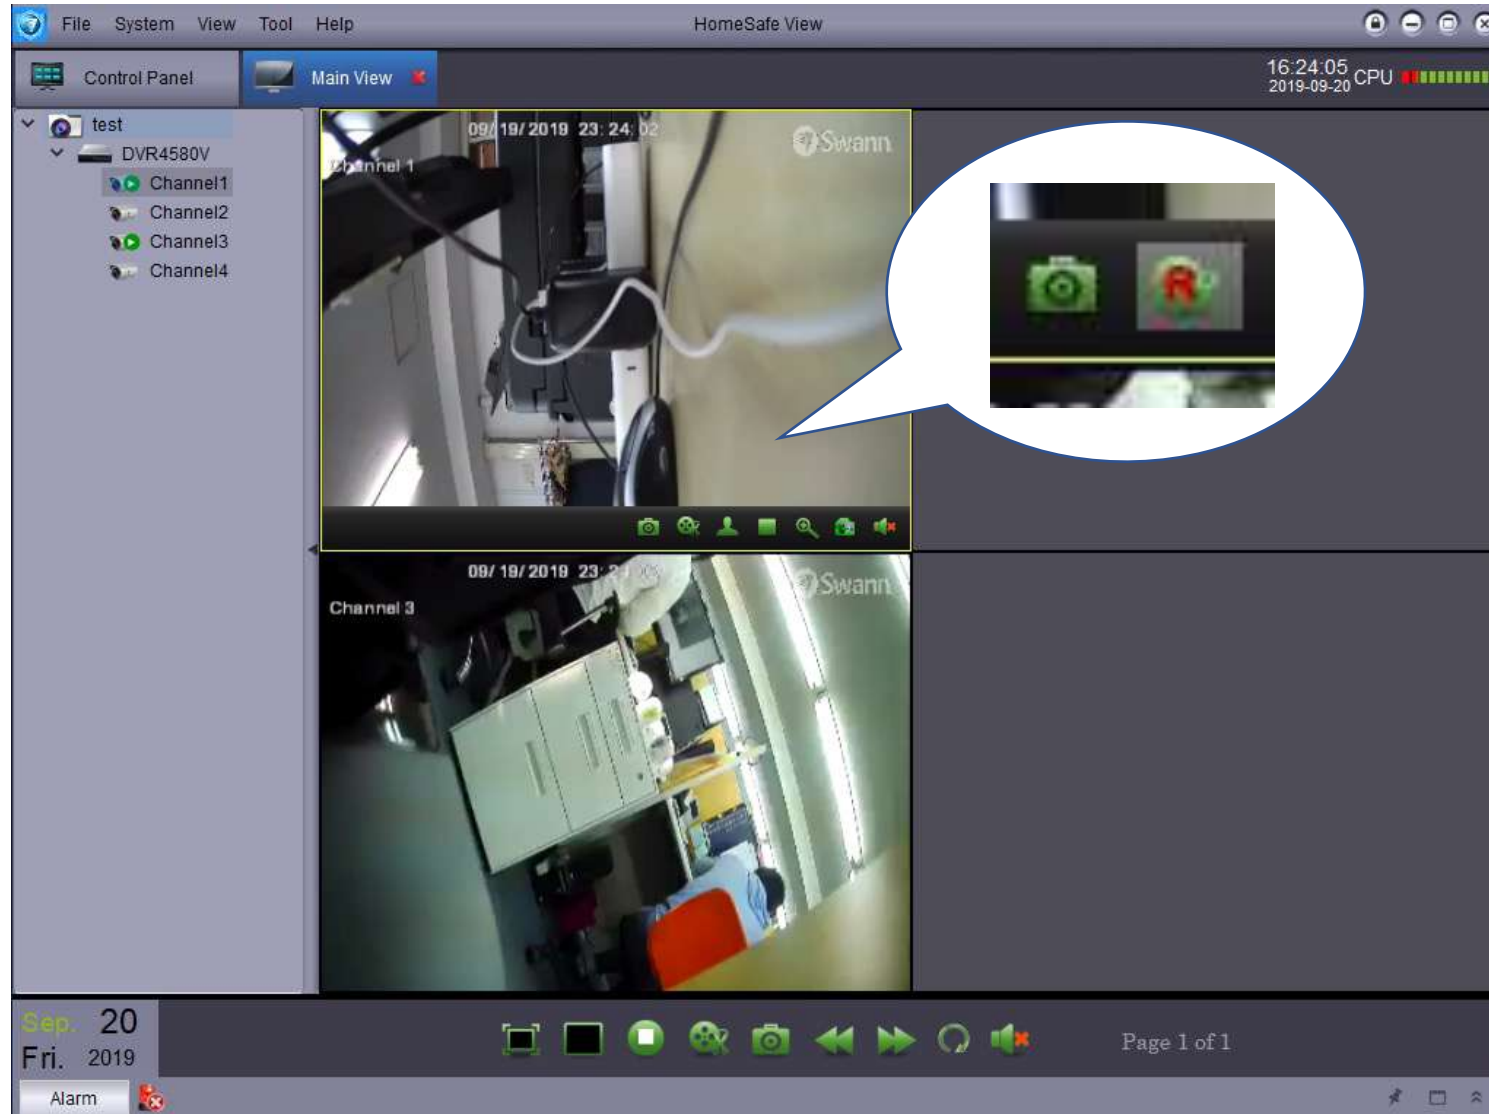 File System View Tool Help HomeSafe View
Control Panel Main View 16:24:05 CPU
2019-09-20
test
DVR4580V
Channel1
Channel2
Channel3
Channel4
09/19/2019 23:24:02
Swann
Channel 1
R
09/19/2019 23:
Swann
Channel 3
Sep. 20
Fri. 2019
Page 1 of 1
Alarm